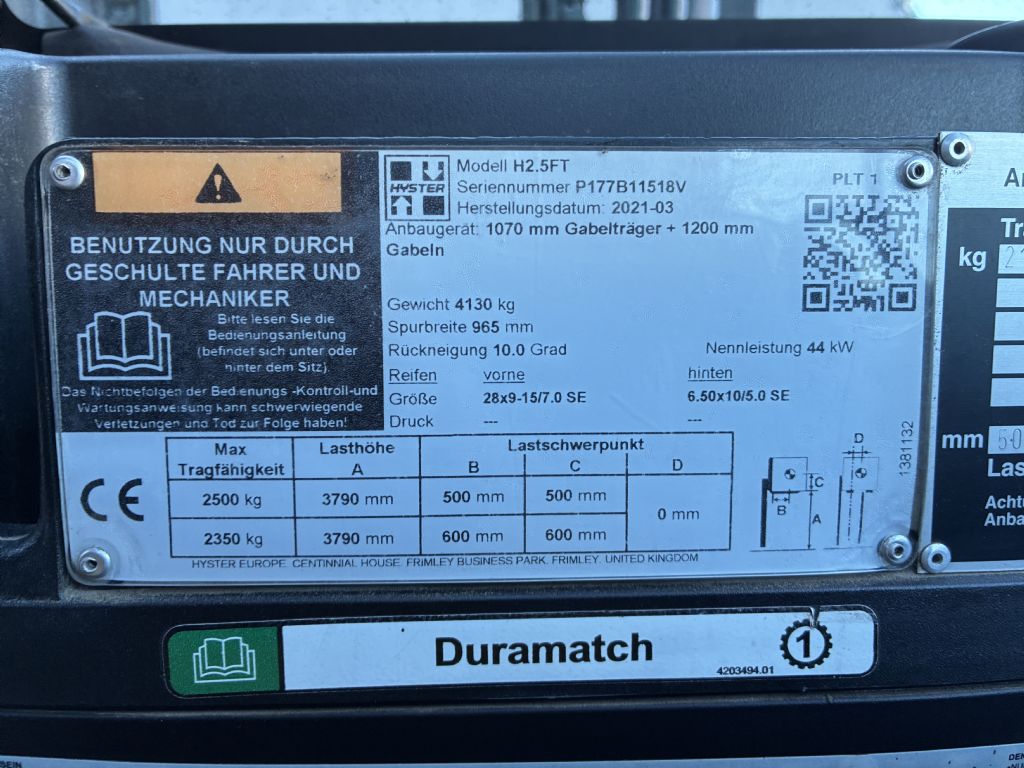 BENUTZUNG NUR DURCH
GESCHULTE FAHRER UND
MECHANIKER
Bitte lesen Sie die
Bedienungsanleitung
(befindet sich unter oder
hinter dem Sitz).
Das Nichtbefolgen der Bedienungs -Kontroll-und
Wartungsanweisung kann schwerwiegende
Verletzungen und Tod zur Folge haben!
HYSTER
Modell H2.5FT
Seriennummer P177B11518V
Herstellungsdatum: 2021-03
Anbaugerät: 1070 mm Gabelträger + 1200 mm
Gabeln
PLT 1
Gewicht 4130 kg
Spurbreite 965 mm
Rückneigung 10.0 Grad Nennleistung 44 kW
Reifen vorne hinten
Größe 28x9-15/7.0 SE 6.50x10/5.0 SE
Druck --- ---
Max Tragfähigkeit Lasthöhe A Lastschwerpunkt B C D
2500 kg 3790 mm 500 mm 500 mm 0 mm
2350 kg 3790 mm 600 mm 600 mm
CE
D
C
B
A
1381132
HYSTER EUROPE. CENTINNIAL HOUSE. FRIMLEY BUSINESS PARK. FRIMLEY. UNITED KINGDOM
kg
mm 50
Duramatch
1
4203494.01